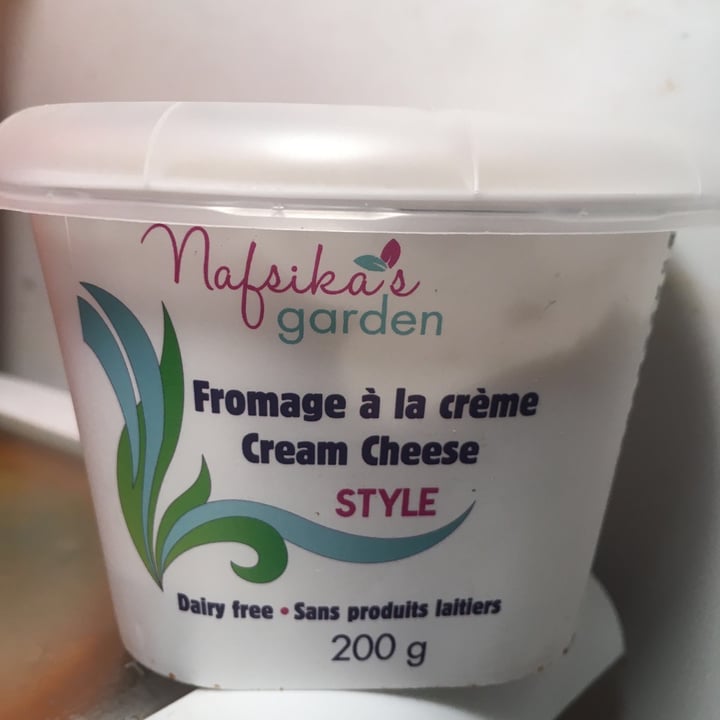 Nafsika's
garden
Fromage à la crème
Cream Cheese
STYLE
Dairy free • Sans produits laitiers
200 g